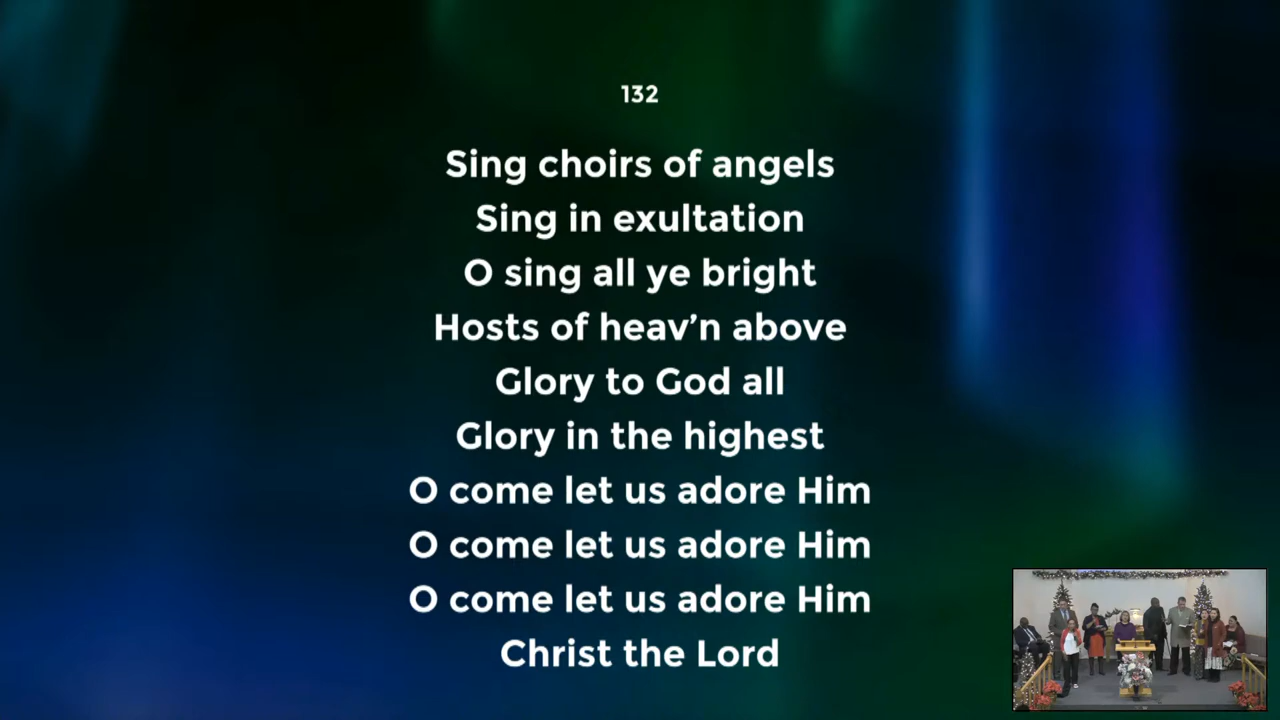 132
Sing choirs of angels
Sing in exultation
O sing all ye bright
Hosts of heav’n above
Glory to God all
Glory in the highest
O come let us adore Him
O come let us adore Him
O come let us adore Him
Christ the Lord